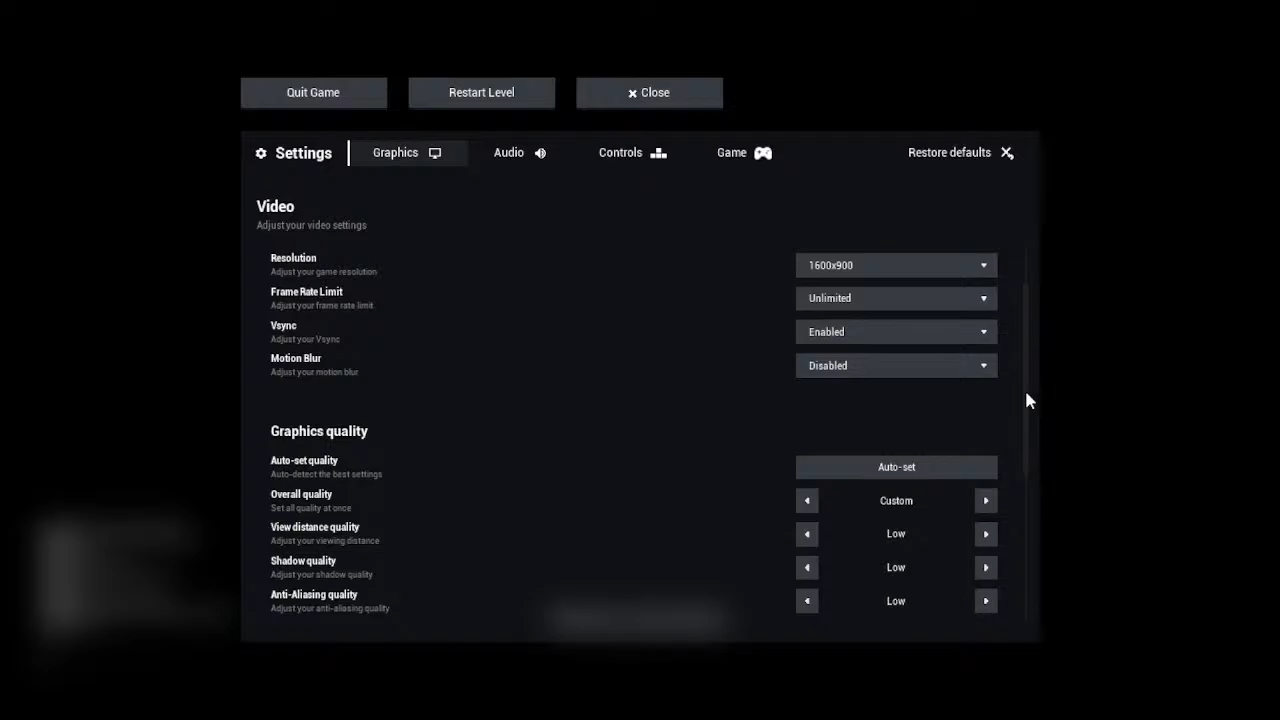 Quit Game
Restart Level
Close
Settings
Graphics
Audio
Controls
Game
Restore defaults
Video
Adjust your video settings
Resolution
Adjust your game resolution
1600x900
Frame Rate Limit
Adjust your frame rate limit.
Unlimited
Vsync
Adjust your Vsync
Enabled
Motion Blur
Adjust your motion blur
Disabled
Graphics quality
Auto-set quality
Auto-detect the best settings
Auto-set
Overall quality
Set all quality at once
Custom
View distance quality
Adjust your viewing distance
Low
Shadow quality
Adjust your shadow quality
Low
Anti-Aliasing quality
Adjust your anti-aliasing quality
Low